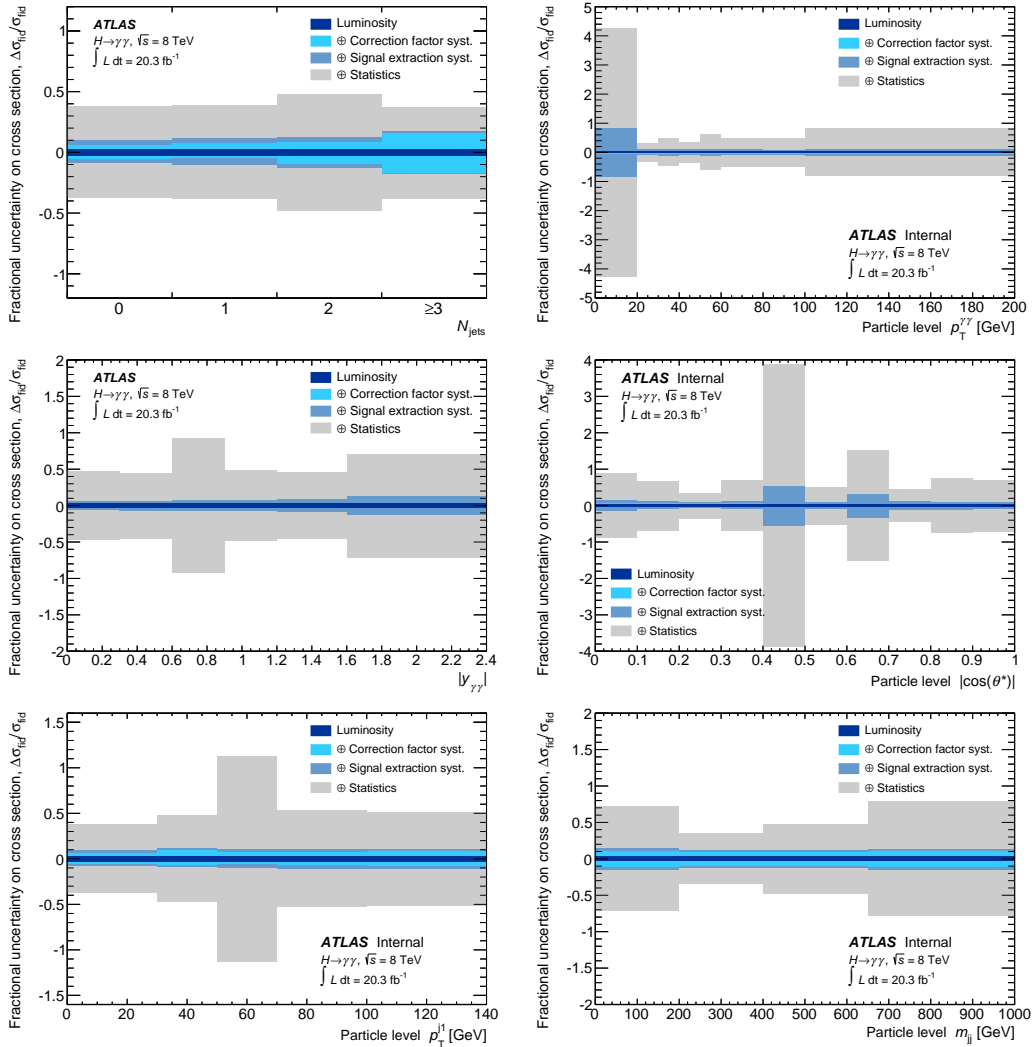 Fractional uncertainty on cross section, Δσfid/σfid
ATLAS
H→γγ, √s = 8 TeV
∫ L dt = 20.3 fb⁻¹
Luminosity
⊕ Correction factor syst.
⊕ Signal extraction syst.
⊕ Statistics
1
0.5
0
-0.5
-1
0 1 2 ≥3
Njets
Fractional uncertainty on cross section, Δσfid/σfid
Luminosity
⊕ Correction factor syst.
⊕ Signal extraction syst.
⊕ Statistics
ATLAS Internal
H→γγ, √s = 8 TeV
∫ L dt = 20.3 fb⁻¹
5
4
3
2
1
0
-1
-2
-3
-4
-5
0 20 40 60 80 100 120 140 160 180 200
Particle level pTγγ [GeV]
Fractional uncertainty on cross section, Δσfid/σfid
ATLAS
H→γγ, √s = 8 TeV
∫ L dt = 20.3 fb⁻¹
Luminosity
⊕ Correction factor syst.
⊕ Signal extraction syst.
⊕ Statistics
2
1.5
1
0.5
0
-0.5
-1
-1.5
-2
0 0.2 0.4 0.6 0.8 1 1.2 1.4 1.6 1.8 2 2.2 2.4
|yγγ|
Fractional uncertainty on cross section, Δσfid/σfid
ATLAS Internal
H→γγ, √s = 8 TeV
∫ L dt = 20.3 fb⁻¹
Luminosity
⊕ Correction factor syst.
⊕ Signal extraction syst.
⊕ Statistics
4
3
2
1
0
-1
-2
-3
-4
0 0.1 0.2 0.3 0.4 0.5 0.6 0.7 0.8 0.9 1
Particle level |cos(θ*)|
Fractional uncertainty on cross section, Δσfid/σfid
Luminosity
⊕ Correction factor syst.
⊕ Signal extraction syst.
⊕ Statistics
ATLAS Internal
H→γγ, √s = 8 TeV
∫ L dt = 20.3 fb⁻¹
1.5
1
0.5
0
-0.5
-1
-1.5
0 20 40 60 80 100 120 140
Particle level pTj1 [GeV]
Fractional uncertainty on cross section, Δσfid/σfid
Luminosity
⊕ Correction factor syst.
⊕ Signal extraction syst.
⊕ Statistics
ATLAS Internal
H→γγ, √s = 8 TeV
∫ L dt = 20.3 fb⁻¹
2
1.5
1
0.5
0
-0.5
-1
-1.5
-2
0 100 200 300 400 500 600 700 800 900 1000
Particle level mjj [GeV]